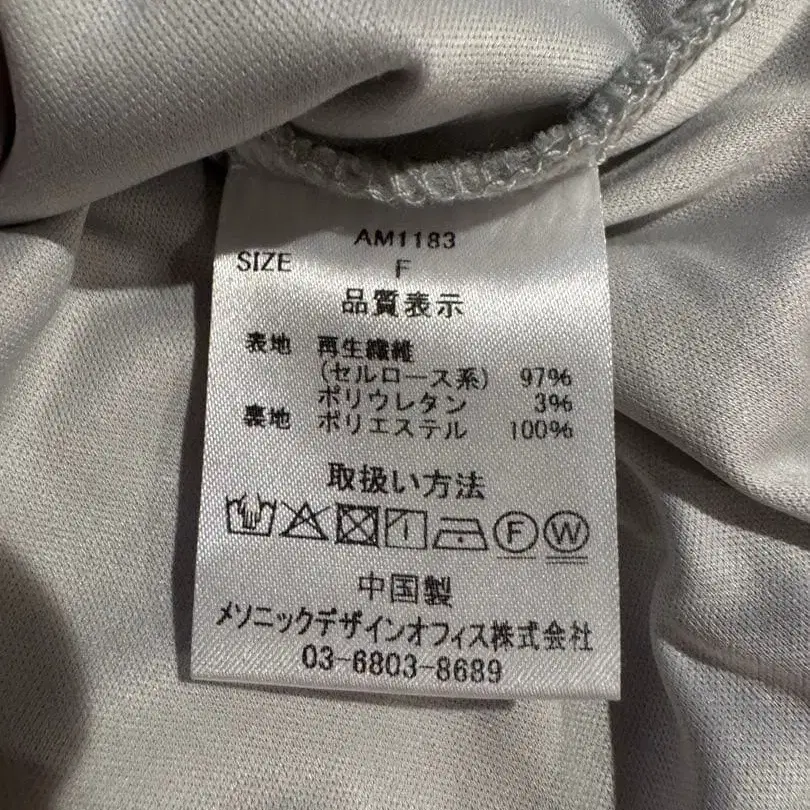 AM1183
SIZE F
品質表示
表地 再生繊維
(セルロース系) 97%
ポリウレタン 3%
裏地 ポリエステル 100%
取扱い方法
F W
中国製
メソニックデザインオフィス株式会社
03-6803-8689